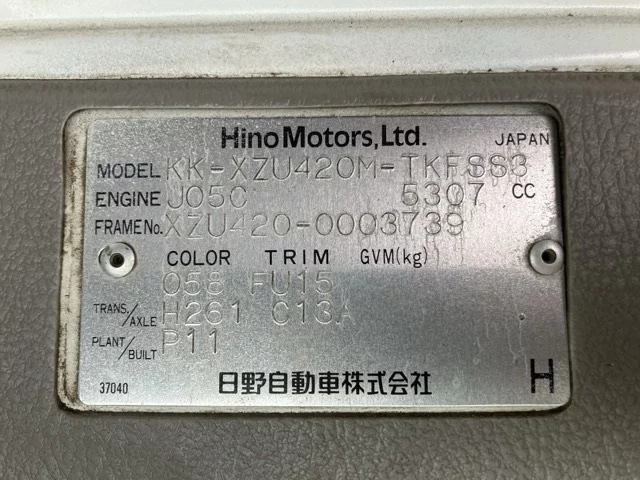 Hino Motors, Ltd. JAPAN
MODEL KK-XZU420M-TKFSS3
ENGINE J05C 5307 CC
FRAME No. XZU420-0003739
COLOR TRIM GVM(kg)
058 FU15
TRANS./AXLE H261 C13A
PLANT/BUILT P11
37040 日野自動車株式会社 H